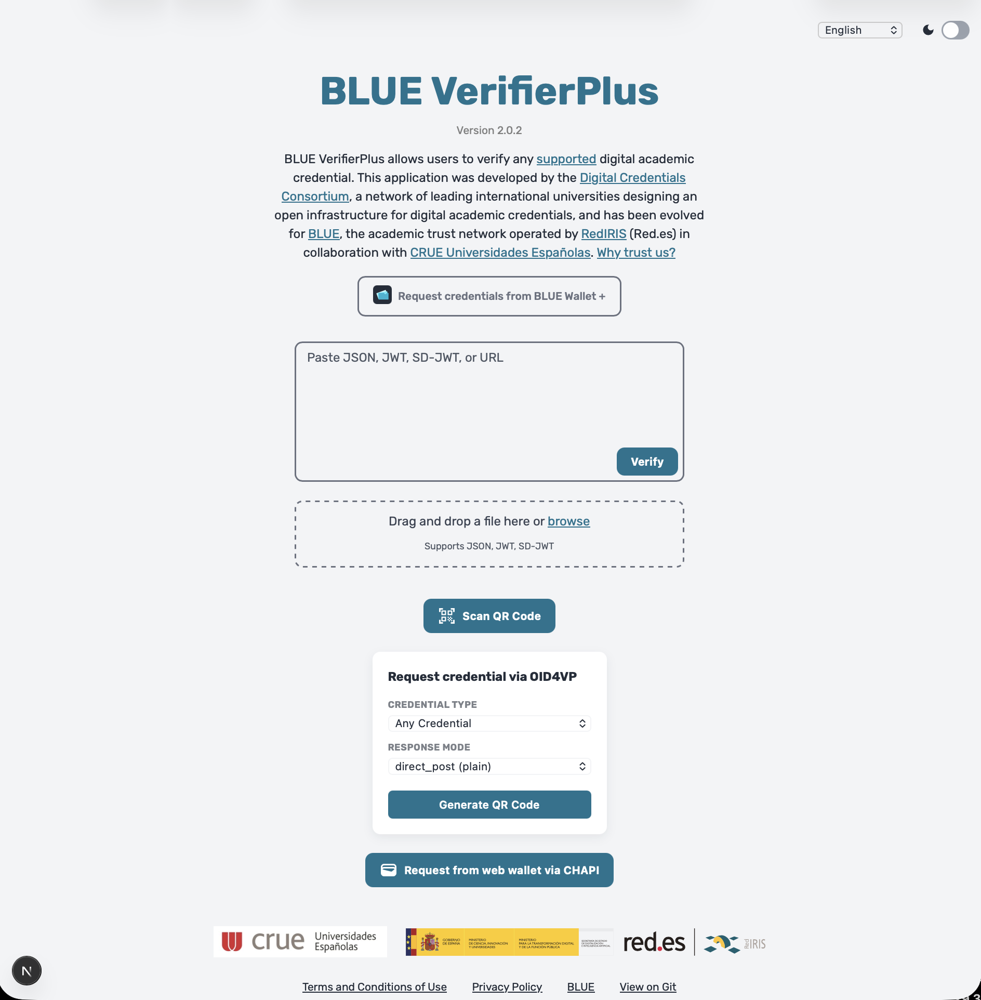 English
BLUE VerifierPlus
Version 2.0.2
BLUE VerifierPlus allows users to verify any supported digital academic
credential. This application was developed by the Digital Credentials
Consortium, a network of leading international universities designing an
open infrastructure for digital academic credentials, and has been evolved
for BLUE, the academic trust network operated by RedIRIS (Red.es) in
collaboration with CRUE Universidades Españolas. Why trust us?
Request credentials from BLUE Wallet +
Paste JSON, JWT, SD-JWT, or URL
Verify
Drag and drop a file here or browse
Supports JSON, JWT, SD-JWT
Scan QR Code
Request credential via OID4VP
CREDENTIAL TYPE
Any Credential
RESPONSE MODE
direct_post (plain)
Generate QR Code
Request from web wallet via CHAPI
crue Universidades
Españolas
GOBIERNO
DE ESPAÑA
MINISTERIO
DE CIENCIA, INNOVACIÓN
Y UNIVERSIDADES
MINISTERIO
PARA LA TRANSFORMACIÓN DIGITAL
Y DE LA FUNCIÓN PÚBLICA
SECRETARÍA DE ESTADO
DE DIGITALIZACIÓN
E INTELIGENCIA ARTIFICIAL
red.es
RedIRIS
N
Terms and Conditions of Use Privacy Policy BLUE View on Git